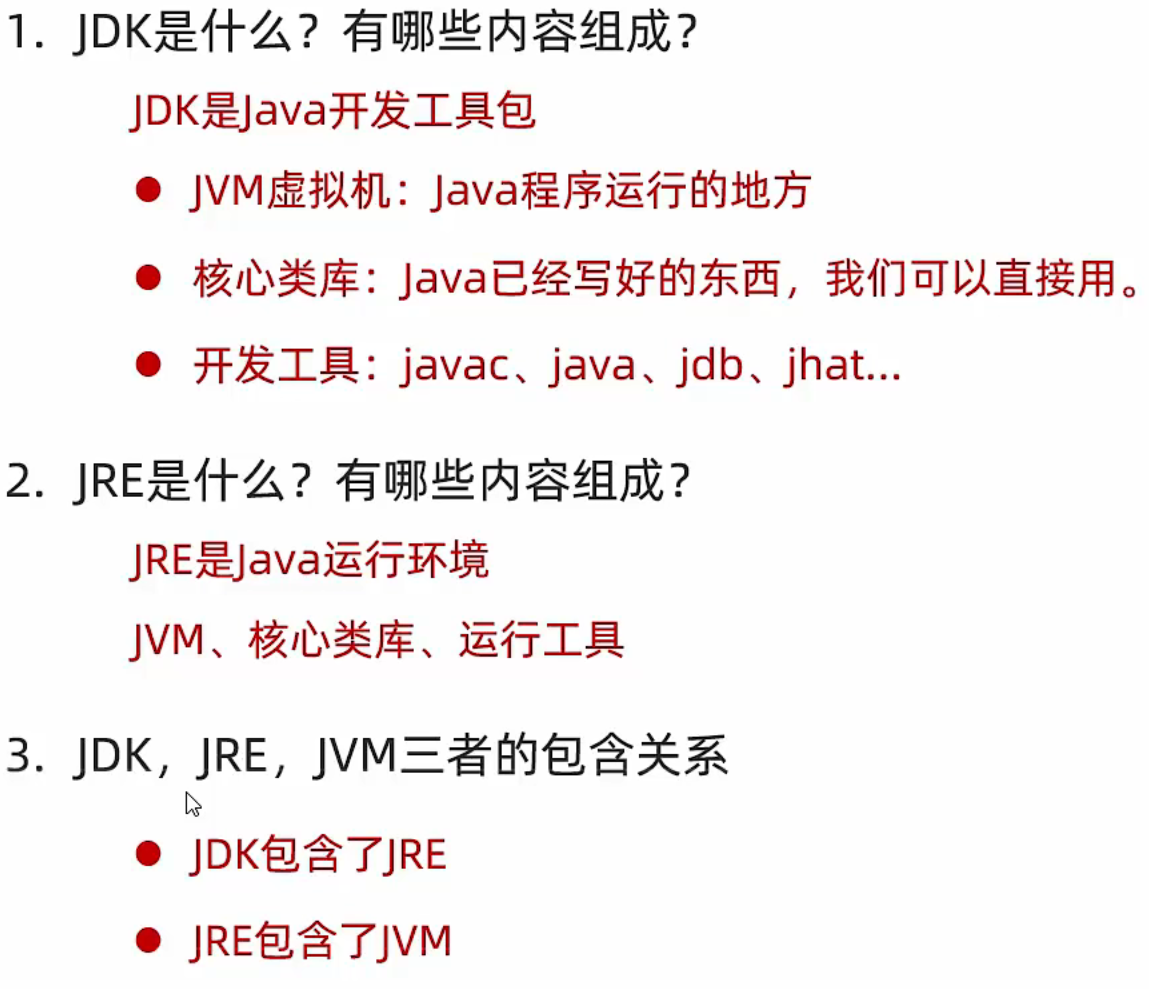 1. JDK是什么？有哪些内容组成？
JDK是Java开发工具包
● JVM虚拟机：Java程序运行的地方
● 核心类库：Java已经写好的东西，我们可以直接用。
● 开发工具：javac、java、jdb、jhat...
2. JRE是什么？有哪些内容组成？
JRE是Java运行环境
JVM、核心类库、运行工具
3. JDK，JRE，JVM三者的包含关系
● JDK包含了JRE
● JRE包含了JVM